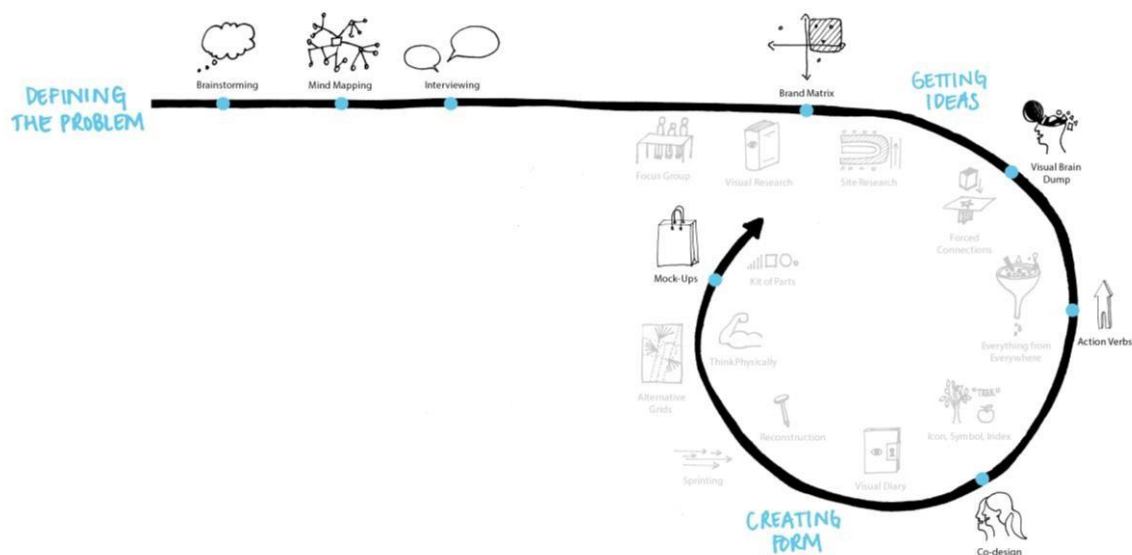 DEFINING
THE PROBLEM
Brainstorming
Mind Mapping
Interviewing
Brand Matrix
GETTING
IDEAS
Visual Brain
Dump
Focus Group
Visual Research
Site Research
Forced
Connections
Mock-Ups
Kit of Parts
Everything from
Everywhere
Action Verbs
Think Physically
Alternative
Grids
Reconstruction
"TREE"
Icon, Symbol, Index
Sprinting
Visual Diary
CREATING
FORM
Co-design